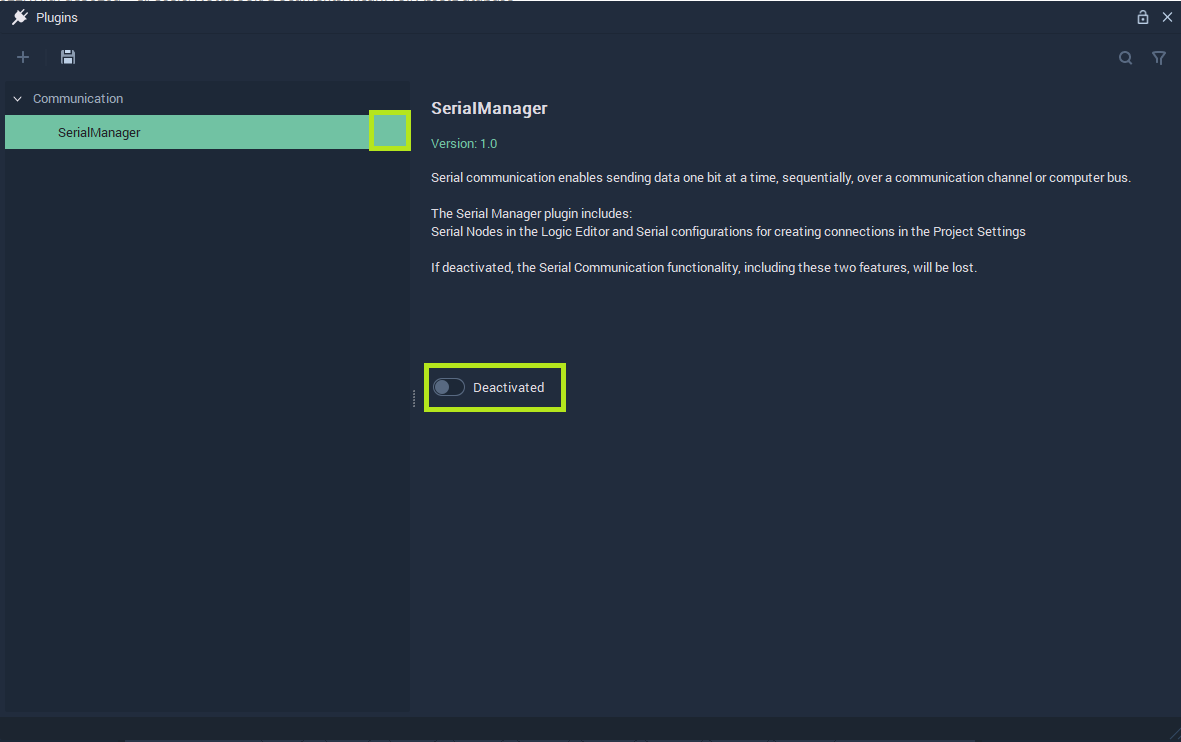 Plugins
Communication
SerialManager
SerialManager
Version: 1.0
Serial communication enables sending data one bit at a time, sequentially, over a communication channel or computer bus.
The Serial Manager plugin includes:
Serial Nodes in the Logic Editor and Serial configurations for creating connections in the Project Settings
If deactivated, the Serial Communication functionality, including these two features, will be lost.
Deactivated